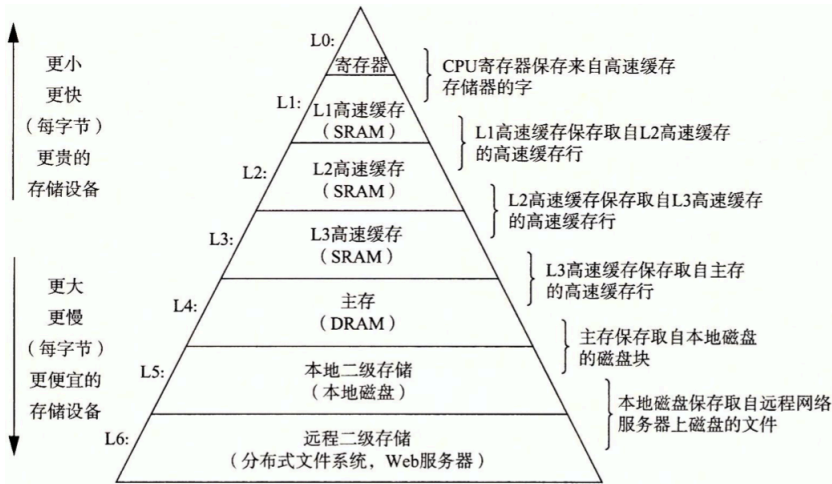 L0:
寄存器
CPU寄存器保存来自高速缓存
存储器的字
更小
更快
（每字节）
更贵的
存储设备
L1:
L1高速缓存
（SRAM）
L1高速缓存保存取自L2高速缓存
的高速缓存行
L2:
L2高速缓存
（SRAM）
L2高速缓存保存取自L3高速缓存
的高速缓存行
L3:
L3高速缓存
（SRAM）
L3高速缓存保存取自主存
的高速缓存行
更大
更慢
（每字节）
更便宜的
存储设备
L4:
主存
（DRAM）
主存保存取自本地磁盘
的磁盘块
L5:
本地二级存储
（本地磁盘）
本地磁盘保存取自远程网络
服务器上磁盘的文件
L6:
远程二级存储
（分布式文件系统，Web服务器）